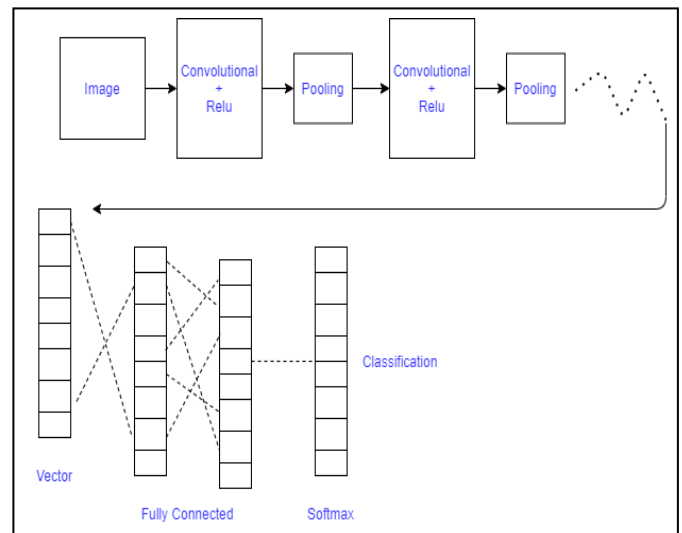 Image
Convolutional
+
Relu
Pooling
Convolutional
+
Relu
Pooling
Classification
Vector
Fully Connected
Softmax